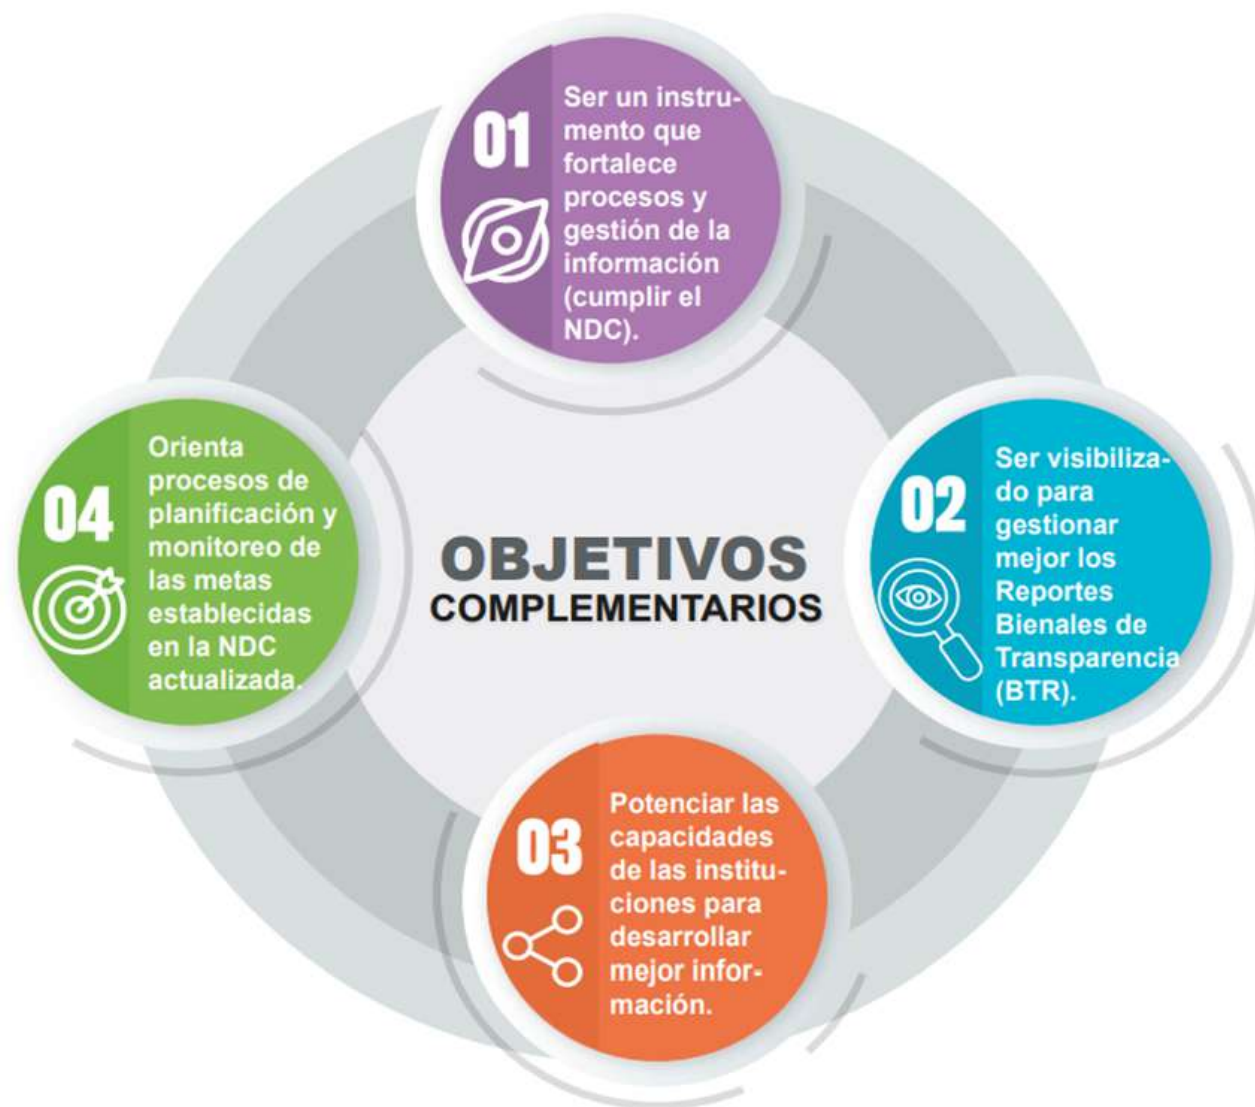 01
Ser un instru-
mento que
fortalece
procesos y
gestión de la
información
(cumplir el
NDC).
02
Ser visibiliza-
do para
gestionar
mejor los
Reportes
Bienales de
Transparencia
(BTR).
03
Potenciar las
capacidades
de las institu-
ciones para
desarrollar
mejor infor-
mación.
04
Orienta
procesos de
planificación y
monitoreo de
las metas
establecidas
en la NDC
actualizada.
OBJETIVOS
COMPLEMENTARIOS